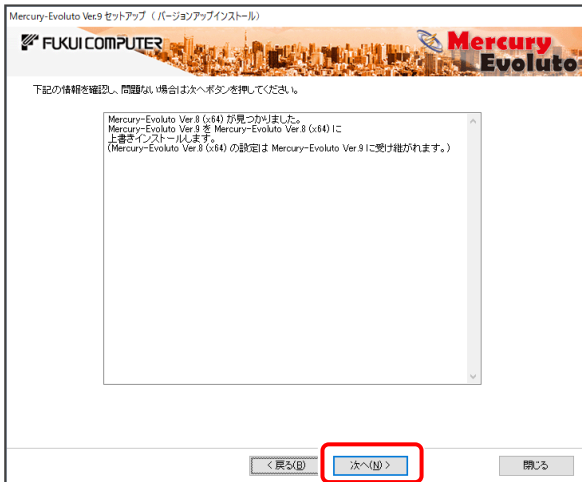 Mercury-Evoluto Ver.9 セットアップ （バージョンアップインストール）
FUKUI COMPUTER
Mercury
Evoluto
下記の情報を確認し、問題ない場合は次へボタンを押してください。
Mercury-Evoluto Ver.8 (x64) が見つかりました。
Mercury-Evoluto Ver.9 を Mercury-Evoluto Ver.8 (x64) に
上書きインストールします。
(Mercury-Evoluto Ver.8 (x64) の設定は Mercury-Evoluto Ver.9 に受け継がれます。)
< 戻る(B) 次へ(N) > 閉じる